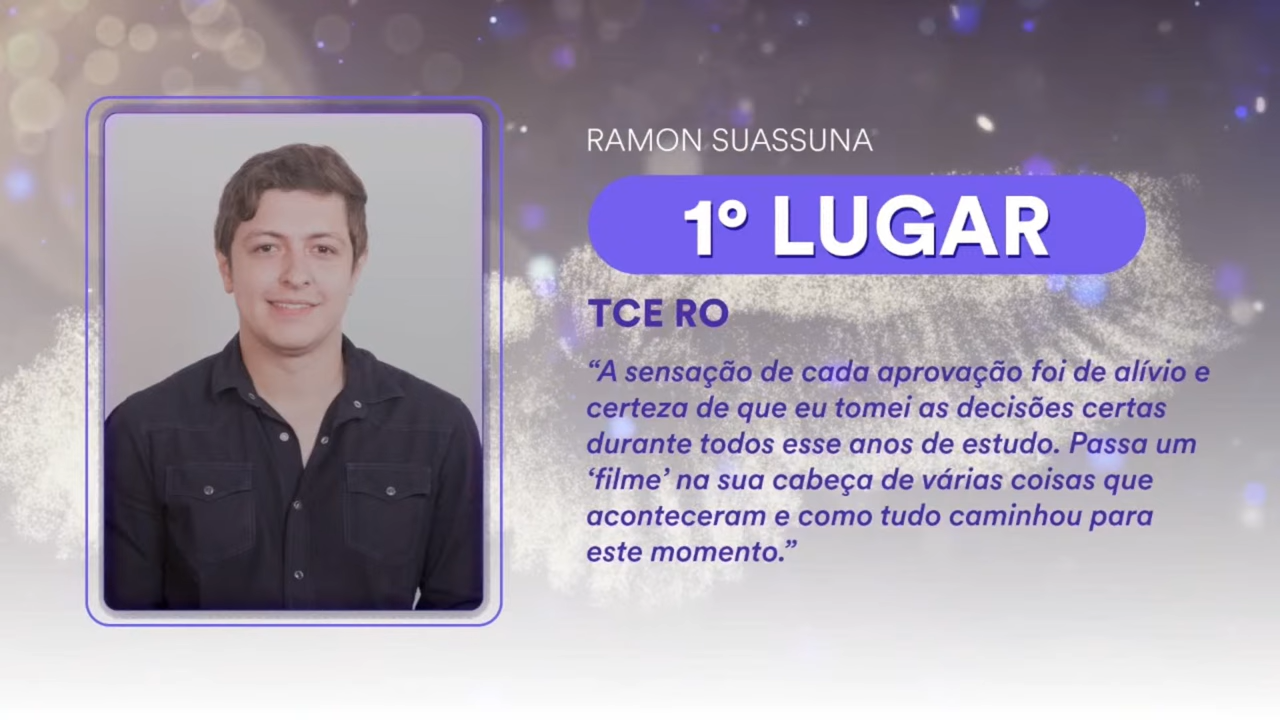 RAMON SUASSUNA
1º LUGAR
TCE RO
“A sensação de cada aprovação foi de alívio e
certeza de que eu tomei as decisões certas
durante todos esse anos de estudo. Passa um
‘filme’ na sua cabeça de várias coisas que
aconteceram e como tudo caminhou para
este momento.”